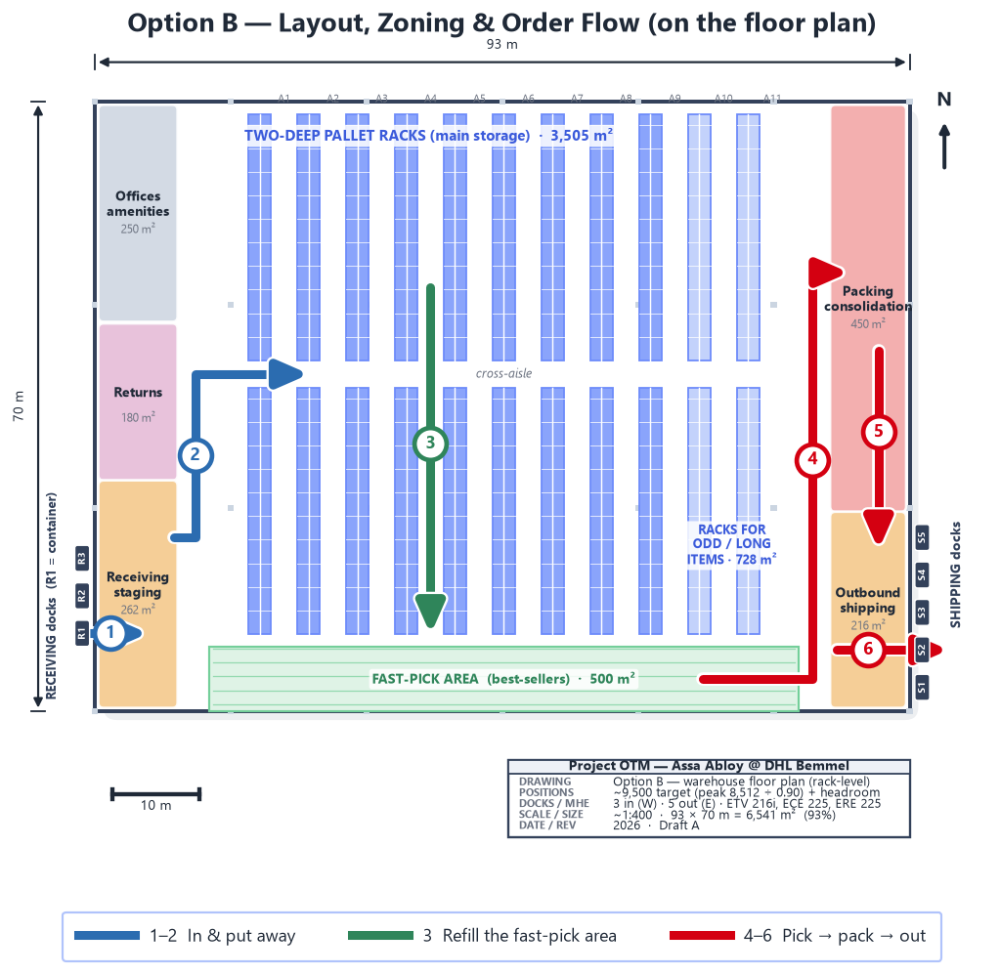 Option B — Layout, Zoning & Order Flow (on the floor plan)
93 m
N
A1 A2 A3 A4 A5 A6 A7 A8 A9 A10 A11
TWO-DEEP PALLET RACKS (main storage) · 3,505 m²
Offices
amenities
250 m²
Packing
consolidation
450 m²
cross-aisle
Returns
180 m²
70 m
2
3
4
5
RACKS FOR
ODD / LONG
ITEMS · 728 m²
RECEIVING docks (R1 = container)
R3
R2
R1
Receiving
staging
262 m²
1
Outbound
shipping
216 m²
6
S5
S4
S3
S2
S1
SHIPPING docks
FAST-PICK AREA (best-sellers) · 500 m²
10 m
Project OTM — Assa Abloy @ DHL Bemmel
DRAWING Option B — warehouse floor plan (rack-level)
POSITIONS ~9,500 target (peak 8,512 ÷ 0.90) + headroom
DOCKS / MHE 3 in (W) · 5 out (E) · ETV 216i, ECE 225, ERE 225
SCALE / SIZE ~1:400 · 93 × 70 m = 6,541 m² (93%)
DATE / REV 2026 · Draft A
1–2 In & put away
3 Refill the fast-pick area
4–6 Pick → pack → out